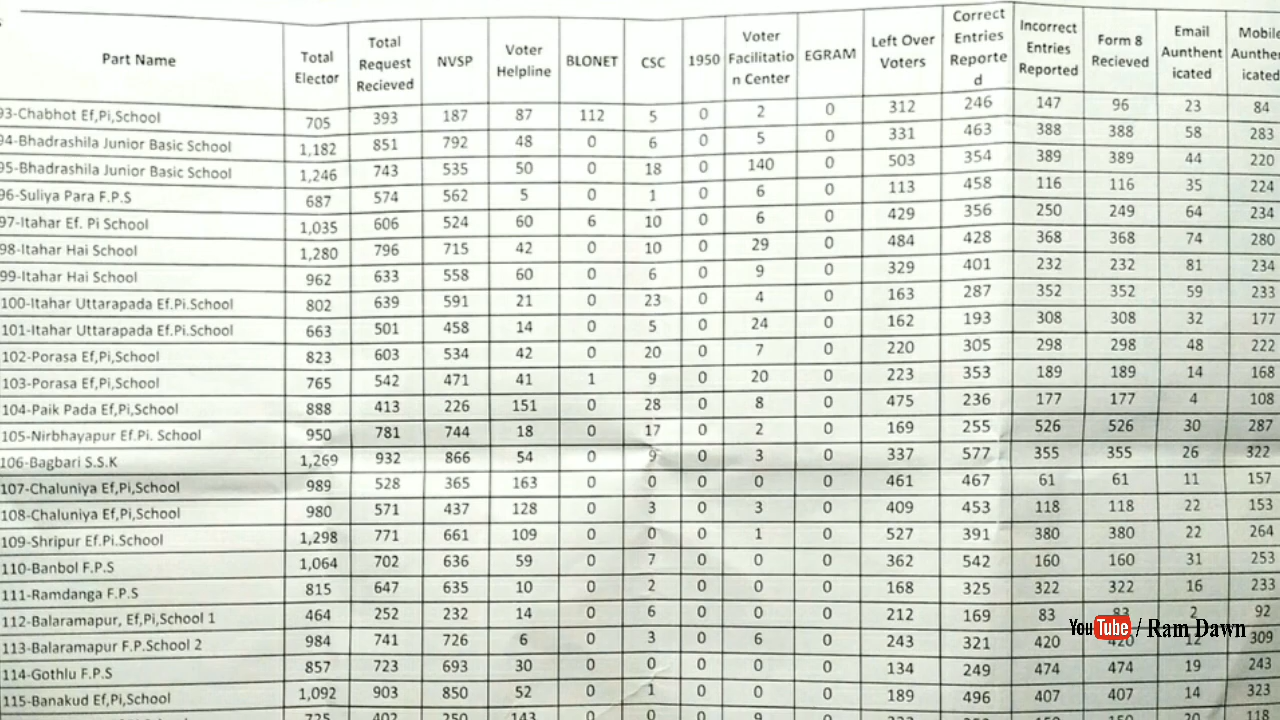 Part Name Total Elector Total Request Recieved NVSP Voter Helpline BLONET CSC 1950 Voter Facilitatio n Center EGRAM Left Over Voters Correct Entries Reporte d Incorrect Entries Reported Form 8 Recieved Email Aunthent icated Mobile Aunthent icated
93-Chabhot Ef,Pi,School 705 393 187 87 112 5 0 2 0 312 246 147 96 23 84
94-Bhadrashila Junior Basic School 1,182 851 792 48 0 6 0 5 0 331 463 388 388 58 283
95-Bhadrashila Junior Basic School 1,246 743 535 50 0 18 0 140 0 503 354 389 389 44 220
96-Suliya Para F.P.S 687 574 562 5 0 1 0 6 0 113 458 116 116 35 224
97-Itahar Ef. Pi School 1,035 606 524 60 6 10 0 6 0 429 356 250 249 64 234
98-Itahar Hai School 1,280 796 715 42 0 10 0 29 0 484 428 368 368 74 280
99-Itahar Hai School 962 633 558 60 0 6 0 9 0 329 401 232 232 81 234
100-Itahar Uttarapada Ef.Pi.School 802 639 591 21 0 23 0 4 0 163 287 352 352 59 233
101-Itahar Uttarapada Ef.Pi.School 663 501 458 14 0 5 0 24 0 162 193 308 308 32 177
102-Porasa Ef,Pi,School 823 603 534 42 0 20 0 7 0 220 305 298 298 48 222
103-Porasa Ef,Pi,School 765 542 471 41 1 9 0 20 0 223 353 189 189 14 168
104-Paik Pada Ef,Pi,School 888 413 226 151 0 28 0 8 0 475 236 177 177 4 108
105-Nirbhayapur Ef.Pi. School 950 781 744 18 0 17 0 2 0 169 255 526 526 30 287
106-Bagbari S.S.K 1,269 932 866 54 0 9 0 3 0 337 577 355 355 26 322
107-Chaluniya Ef,Pi,School 989 528 365 163 0 0 0 0 0 461 467 61 61 11 157
108-Chaluniya Ef,Pi,School 980 571 437 128 0 3 0 3 0 409 453 118 118 22 153
109-Shripur Ef.Pi.School 1,298 771 661 109 0 0 0 1 0 527 391 380 380 22 264
110-Banbol F.P.S 1,064 702 636 59 0 7 0 0 0 362 542 160 160 31 253
111-Ramdanga F.P.S 815 647 635 10 0 2 0 0 0 168 325 322 322 16 233
112-Balaramapur, Ef,Pi,School 1 464 252 232 14 0 6 0 0 0 212 169 83 83 2 92
You Tube / Ram Dawn
113-Balaramapur F.P.School 2 984 741 726 6 0 3 0 6 0 243 321 420 420 12 309
114-Gothlu F.P.S 857 723 693 30 0 0 0 0 0 134 249 474 474 19 243
115-Banakud Ef,Pi,School 1,092 903 850 52 0 1 0 0 0 189 496 407 407 14 323
725 402 250 143 0 0 0 9 0